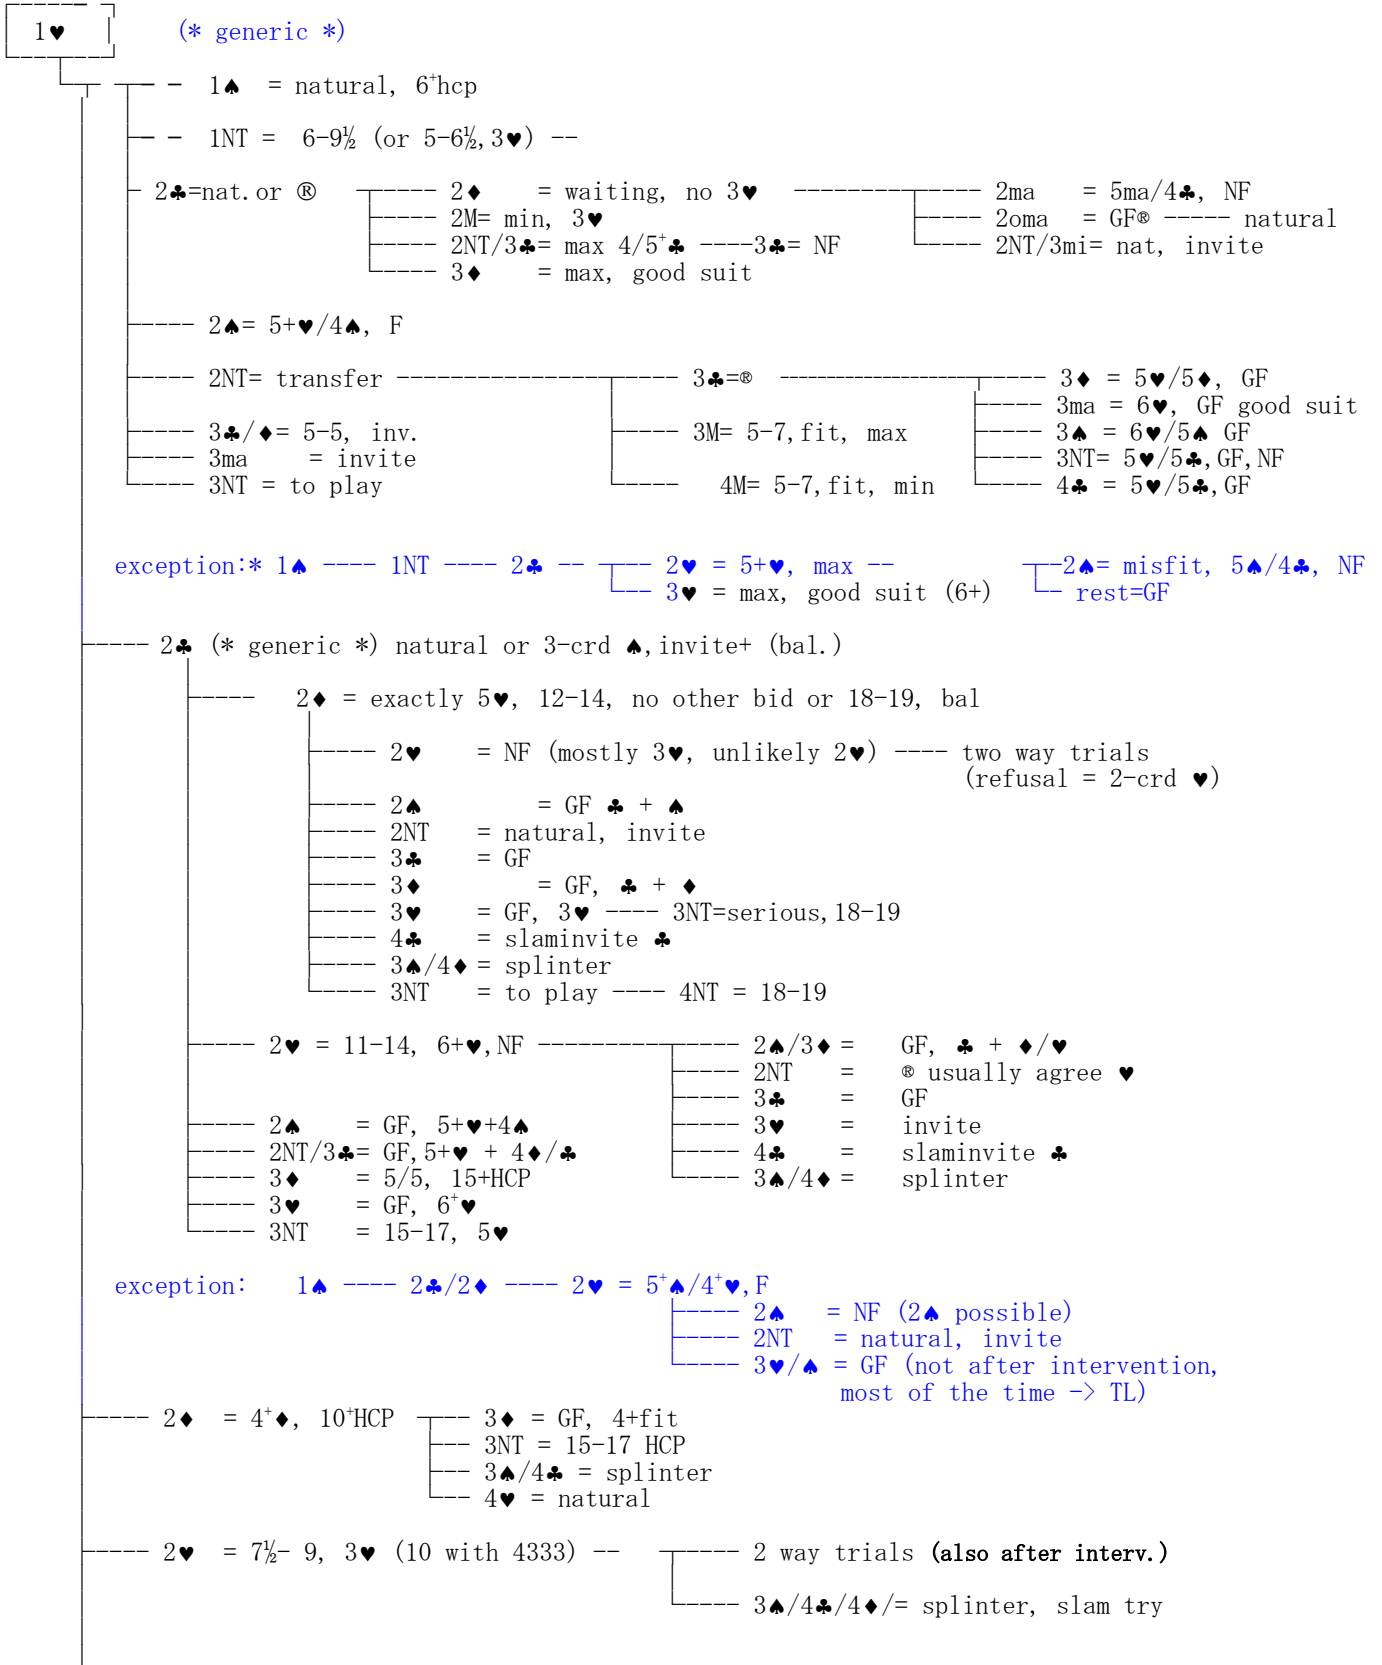 1♥ (* generic *)
1♠ = natural, 6⁺hcp
1NT = 6-9½ (or 5-6½,3♥) --
2♣=nat.or ® ---- 2♦ = waiting, no 3♥ -------- ---- 2ma = 5ma/4♣, NF
---- 2M= min, 3♥ ---- 2oma = GF® ----- natural
---- 2NT/3♣= max 4/5⁺♣ ----3♣= NF ---- 2NT/3mi= nat, invite
---- 3♦ = max, good suit
---- 2♠= 5+♥/4♠, F
---- 2NT= transfer ---------------- ---- 3♣=® -------------- ---- 3♦ = 5♥/5♦, GF
---- 3ma = 6♥, GF good suit
---- 3♣/♦= 5-5, inv. ---- 3M= 5-7,fit, max ---- 3♠ = 6♥/5♠ GF
---- 3ma = invite ---- 3NT= 5♥/5♣,GF,NF
---- 3NT = to play ---- 4M= 5-7,fit, min ---- 4♣ = 5♥/5♣,GF
exception:* 1♠ ---- 1NT ---- 2♣ -- --- 2♥ = 5+♥, max -- --2♠= misfit, 5♠/4♣, NF
--- 3♥ = max, good suit (6+) -- rest=GF
---- 2♣ (* generic *) natural or 3-crd ♠,invite+ (bal.)
---- 2♦ = exactly 5♥, 12-14, no other bid or 18-19, bal
---- 2♥ = NF (mostly 3♥, unlikely 2♥) ---- two way trials
(refusal = 2-crd ♥)
---- 2♠ = GF ♣ + ♠
---- 2NT = natural, invite
---- 3♣ = GF
---- 3♦ = GF, ♣ + ♦
---- 3♥ = GF, 3♥ ---- 3NT=serious,18-19
---- 4♣ = slaminvite ♣
---- 3♠/4♦ = splinter
---- 3NT = to play ---- 4NT = 18-19
---- 2♥ = 11-14, 6+♥,NF ---------- ---- 2♠/3♦ = GF, ♣ + ♦/♥
---- 2NT = ® usually agree ♥
---- 3♣ = GF
---- 2♠ = GF, 5+♥+4♠ ---- 3♥ = invite
---- 2NT/3♣= GF,5+♥ + 4♦/♣ ---- 4♣ = slaminvite ♣
---- 3♦ = 5/5, 15+HCP ---- 3♠/4♦ = splinter
---- 3♥ = GF, 6⁺♥
---- 3NT = 15-17, 5♥
exception: 1♠ ---- 2♣/2♦ ---- 2♥ = 5⁺♠/4⁺♥,F
---- 2♠ = NF (2♠ possible)
---- 2NT = natural, invite
---- 3♥/♠ = GF (not after intervention,
most of the time -> TL)
---- 2♦ = 4⁺♦, 10⁺HCP --- 3♦ = GF, 4+fit
--- 3NT = 15-17 HCP
--- 3♠/4♣ = splinter
--- 4♥ = natural
---- 2♥ = 7½- 9, 3♥ (10 with 4333) -- ---- 2 way trials (also after interv.)
---- 3♠/4♣/4♦/= splinter, slam try